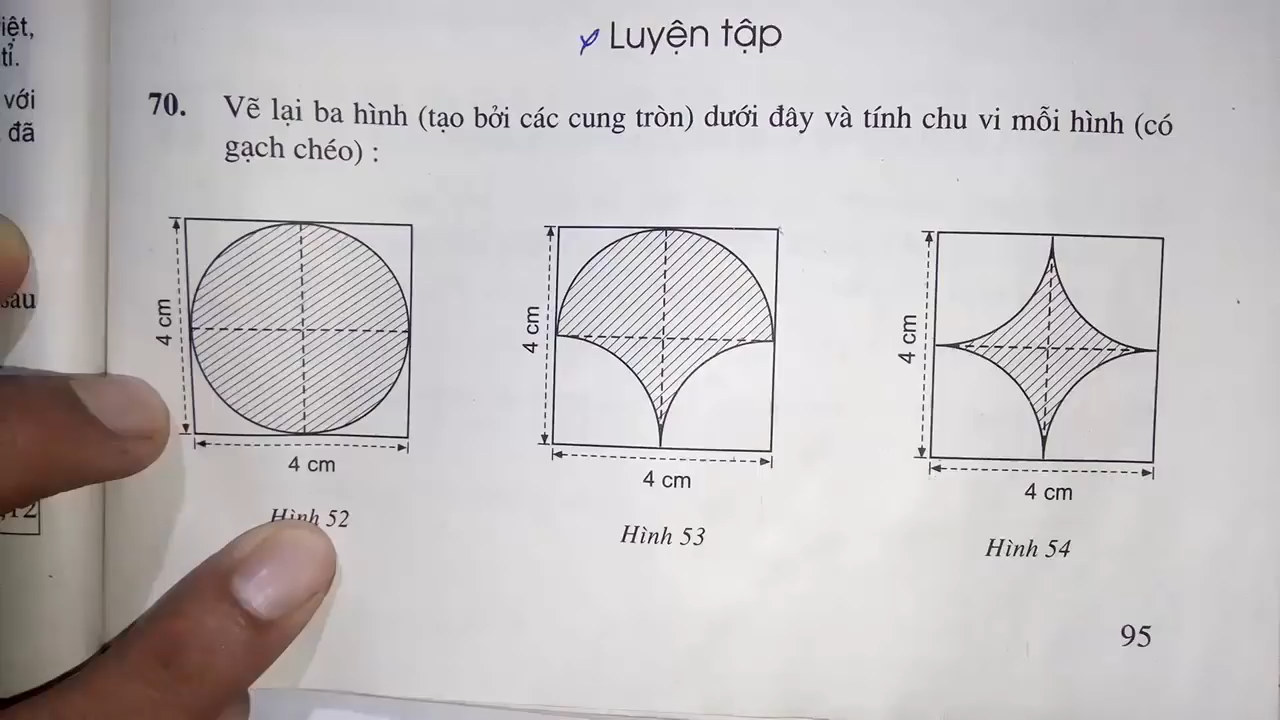 iệt,
tỉ.
với
đã
Luyện tập
70. Vẽ lại ba hình (tạo bởi các cung tròn) dưới đây và tính chu vi mỗi hình (có
gạch chéo) :
4 cm
4 cm
Hình 52
4 cm
4 cm
Hình 53
4 cm
4 cm
Hình 54
95